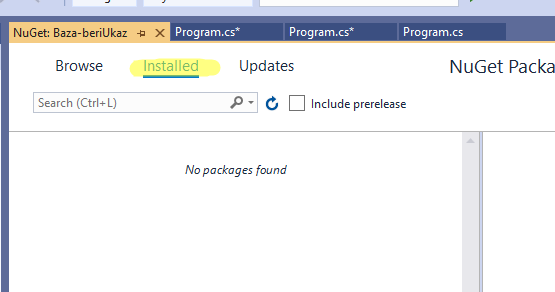 NuGet: Baza-beriUkaz
Program.cs*
Program.cs*
Program.cs
Browse
Installed
Updates
NuGet Packa
Search (Ctrl+L)
Include prerelease
No packages found